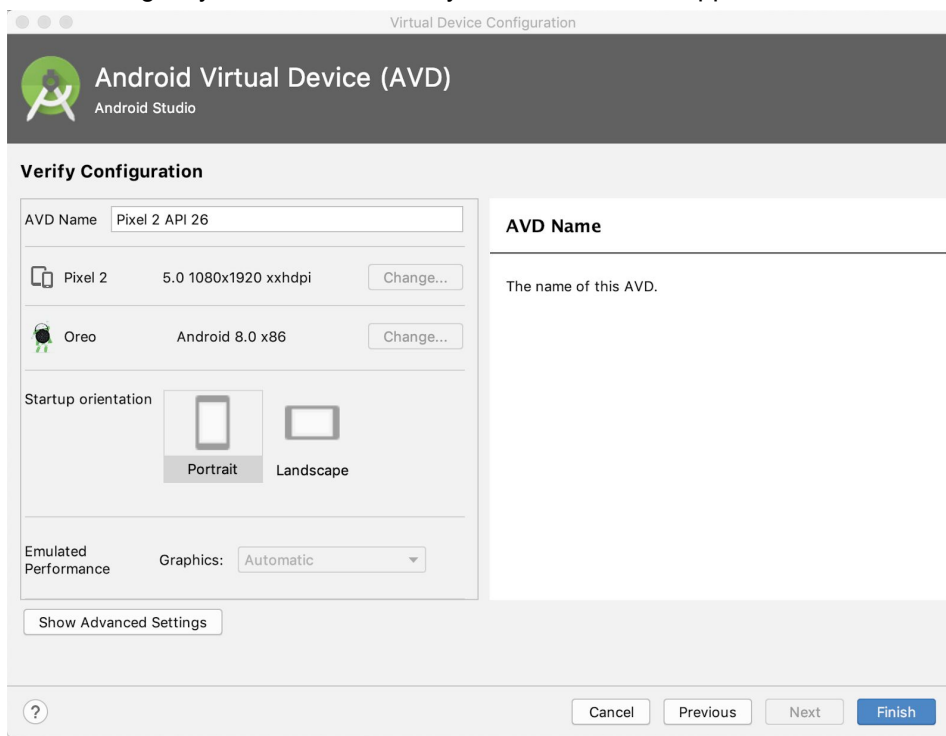 Virtual Device Configuration
Android Virtual Device (AVD)
Android Studio
Verify Configuration
AVD Name Pixel 2 API 26
Pixel 2 5.0 1080x1920 xxhdpi Change...
Oreo Android 8.0 x86 Change...
Startup orientation
Portrait Landscape
Emulated
Performance
Graphics: Automatic
Show Advanced Settings
AVD Name
The name of this AVD.
? Cancel Previous Next Finish